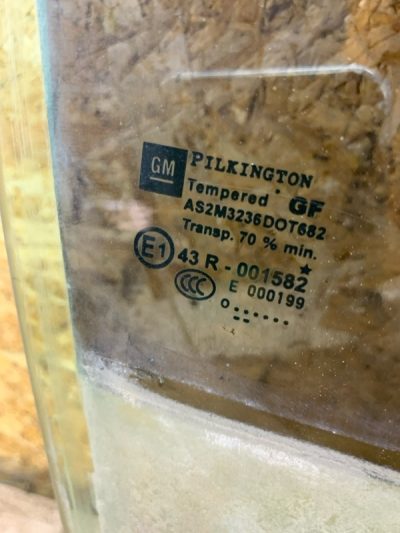 GM PILKINGTON
Tempered GF
AS2M3236DOT682
Transp. 70 % min.
E1 43 R - 001582
CCC E 000199